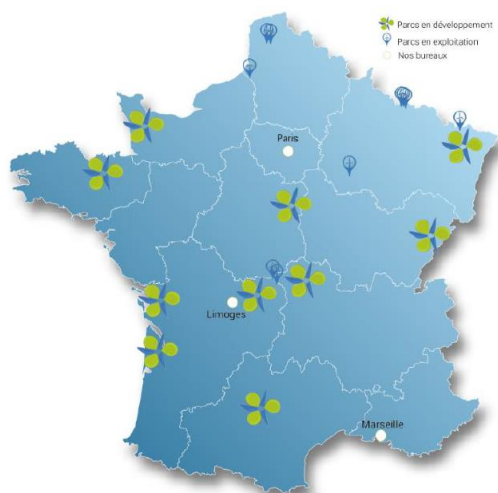 Parcs en développement
Parcs en exploitation
Nos bureaux
Paris
Limoges
Marseille